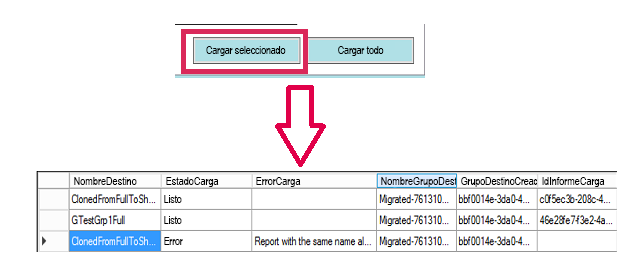 Cargar seleccionado Cargar todo
NombreDestino EstadoCarga ErrorCarga NombreGrupoDest GrupoDestinoCreac IdInformeCarga
ClonedFromFullToSh... Listo Migrated-761310... bbf0014e-3da0-4... c0f5ec3b-208c-4...
GTestGrp1Full Listo Migrated-761310... bbf0014e-3da0-4... 46e28fe7-f3e2-4a...
ClonedFromFullToSh... Error Report with the same name al... Migrated-761310... bbf0014e-3da0-4...